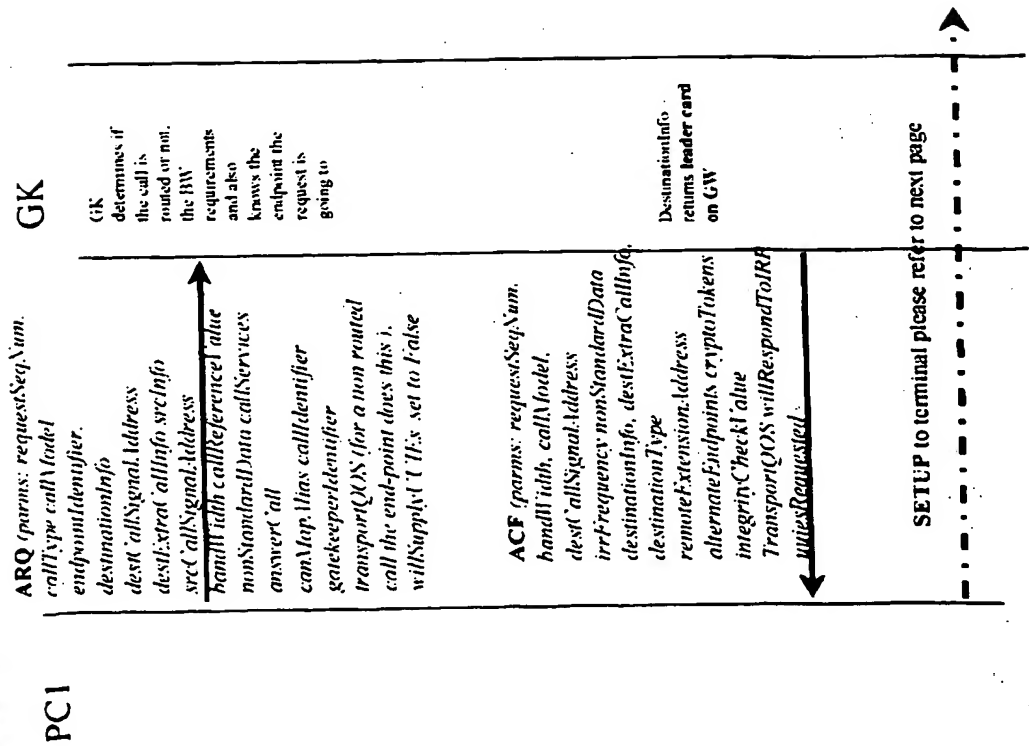 PC1
GK
ARQ (params: requestSeqNum.
callType callModel
endpointIdentifier.
destinationInfo
destCallSignalAddress
destExtraCallInfo srcInfo
srcCallSignalAddress
bandWidth callReferenceValue
nonStandardData callServices
answerCall
canMapAlias callIdentifier
gatekeeperIdentifier
transportQOS (for a non routed
call the end-point does this ).
willSupplyUUIEs set to False
GK
determines if
the call is
routed or not.
the BW
requirements
and also
knows the
endpoint the
request is
going to
ACF (parms: requestSeqNum.
bandWidth, callModel,
destCallSignalAddress
irrFrequency nonStandardData
destinationInfo, destExtraCallInfo,
destinationType
remoteExtensionAddress
alternateEndpoints cryptoTokens
integrityCheckValue
TransportQOS willRespondToIRR
uuiesRequested
DestinationInfo
returns leader card
on GW
SETUP to terminal please refer to next page